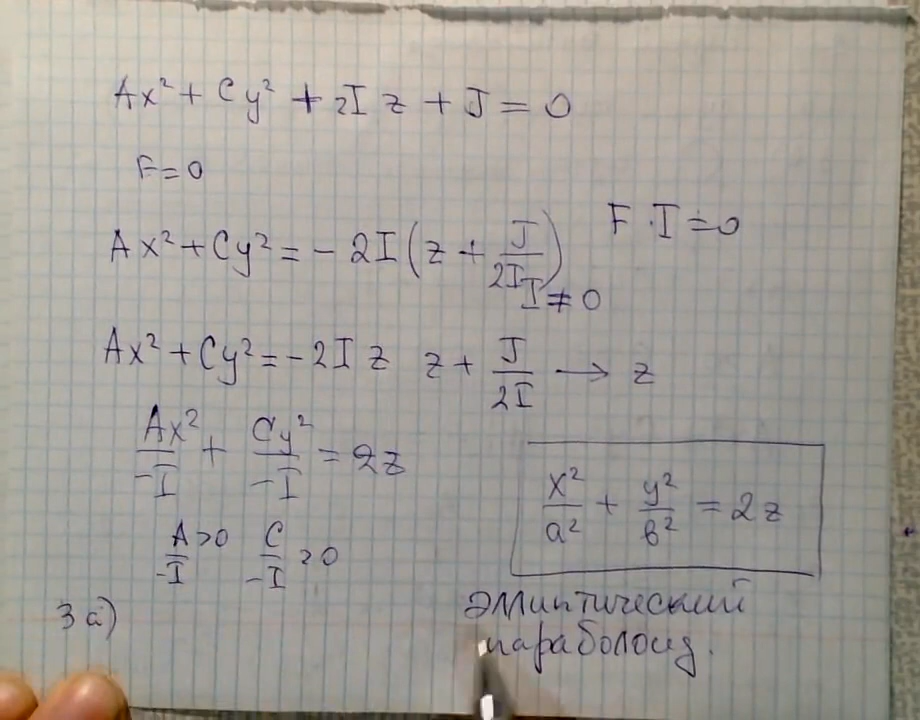 Ax² + Cy² + 2I z + J = 0
F = 0
F · I = 0
Ax² + Cy² = - 2I (z + J/2I)
I ≠ 0
Ax² + Cy² = - 2I z z + J/2I → z
Ax²/-I + Cy²/-I = 2z
x²/a² + y²/b² = 2z
A/-I > 0 C/-I > 0
3 а)
эллиптический
параболоид.